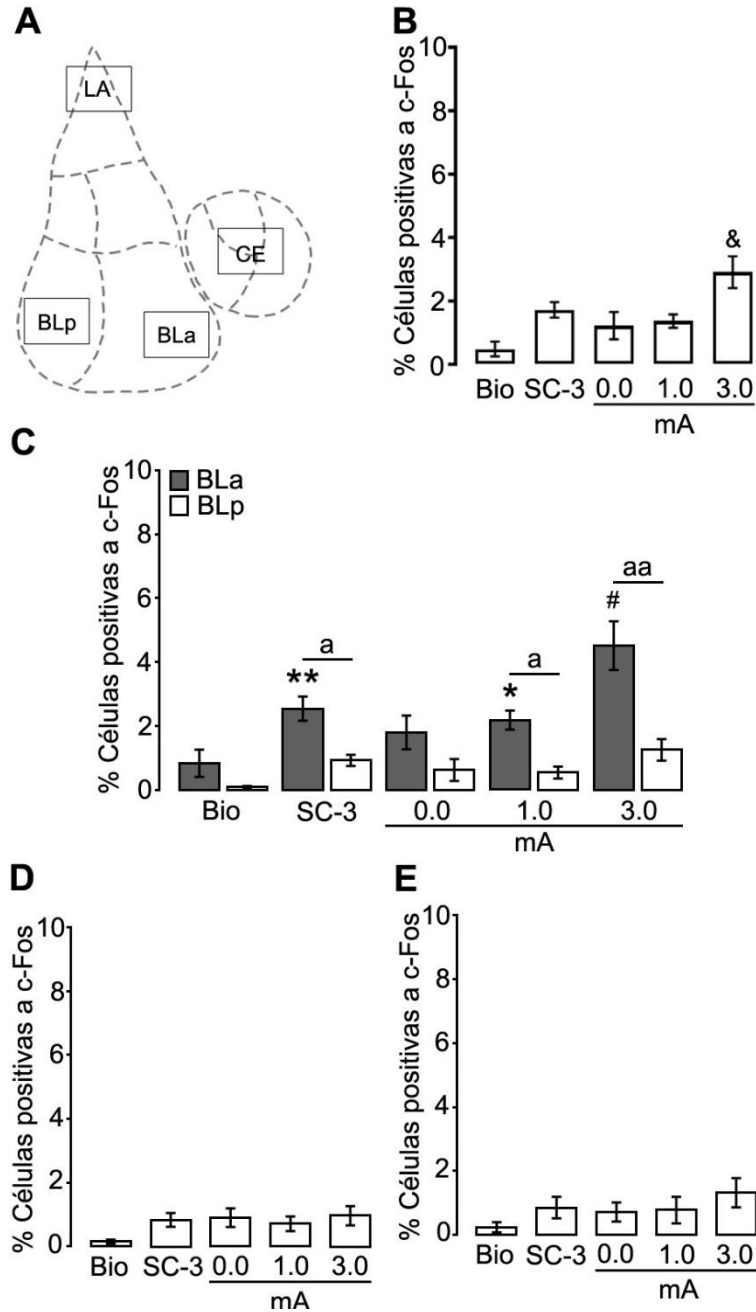 A
LA
CE
BLp
BLa
B
% Células positivas a c-Fos
10
8
6
4
2
0
&
Bio SC-3 0.0 1.0 3.0
mA
C
% Células positivas a c-Fos
10
8
6
4
2
0
BLa
BLp
** a
* a
# aa
Bio SC-3 0.0 1.0 3.0
mA
D
% Células positivas a c-Fos
10
8
6
4
2
0
Bio SC-3 0.0 1.0 3.0
mA
E
% Células positivas a c-Fos
10
8
6
4
2
0
Bio SC-3 0.0 1.0 3.0
mA